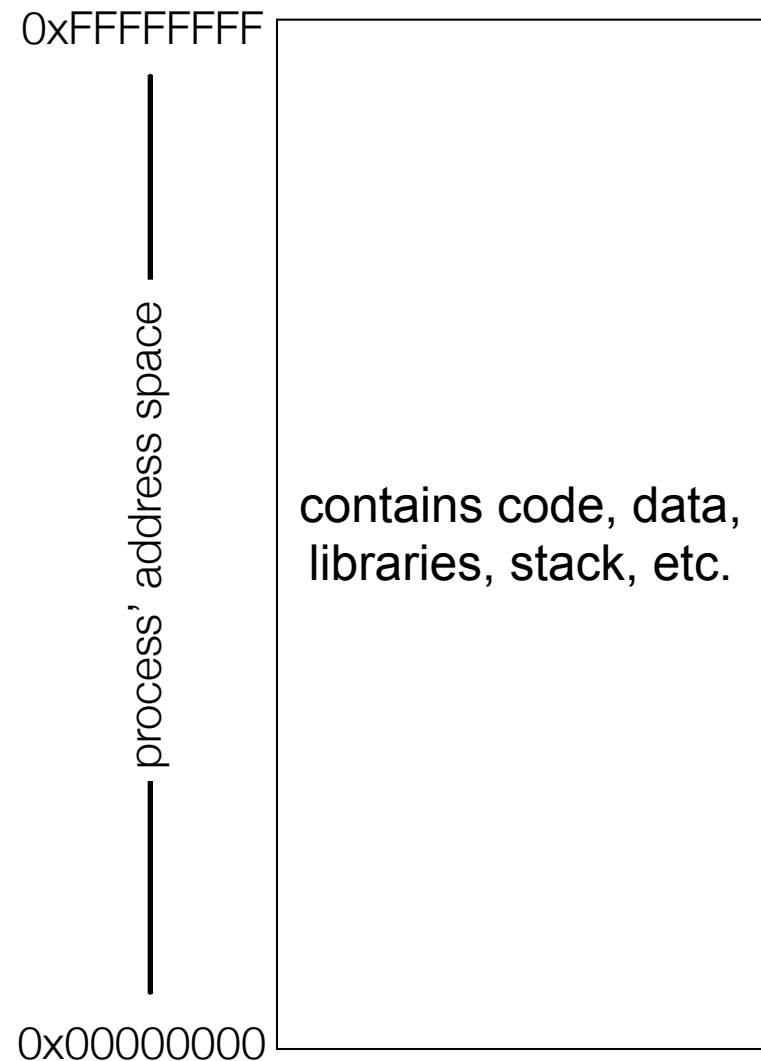 0xFFFFFFFF
process’ address space
contains code, data,
libraries, stack, etc.
0x00000000